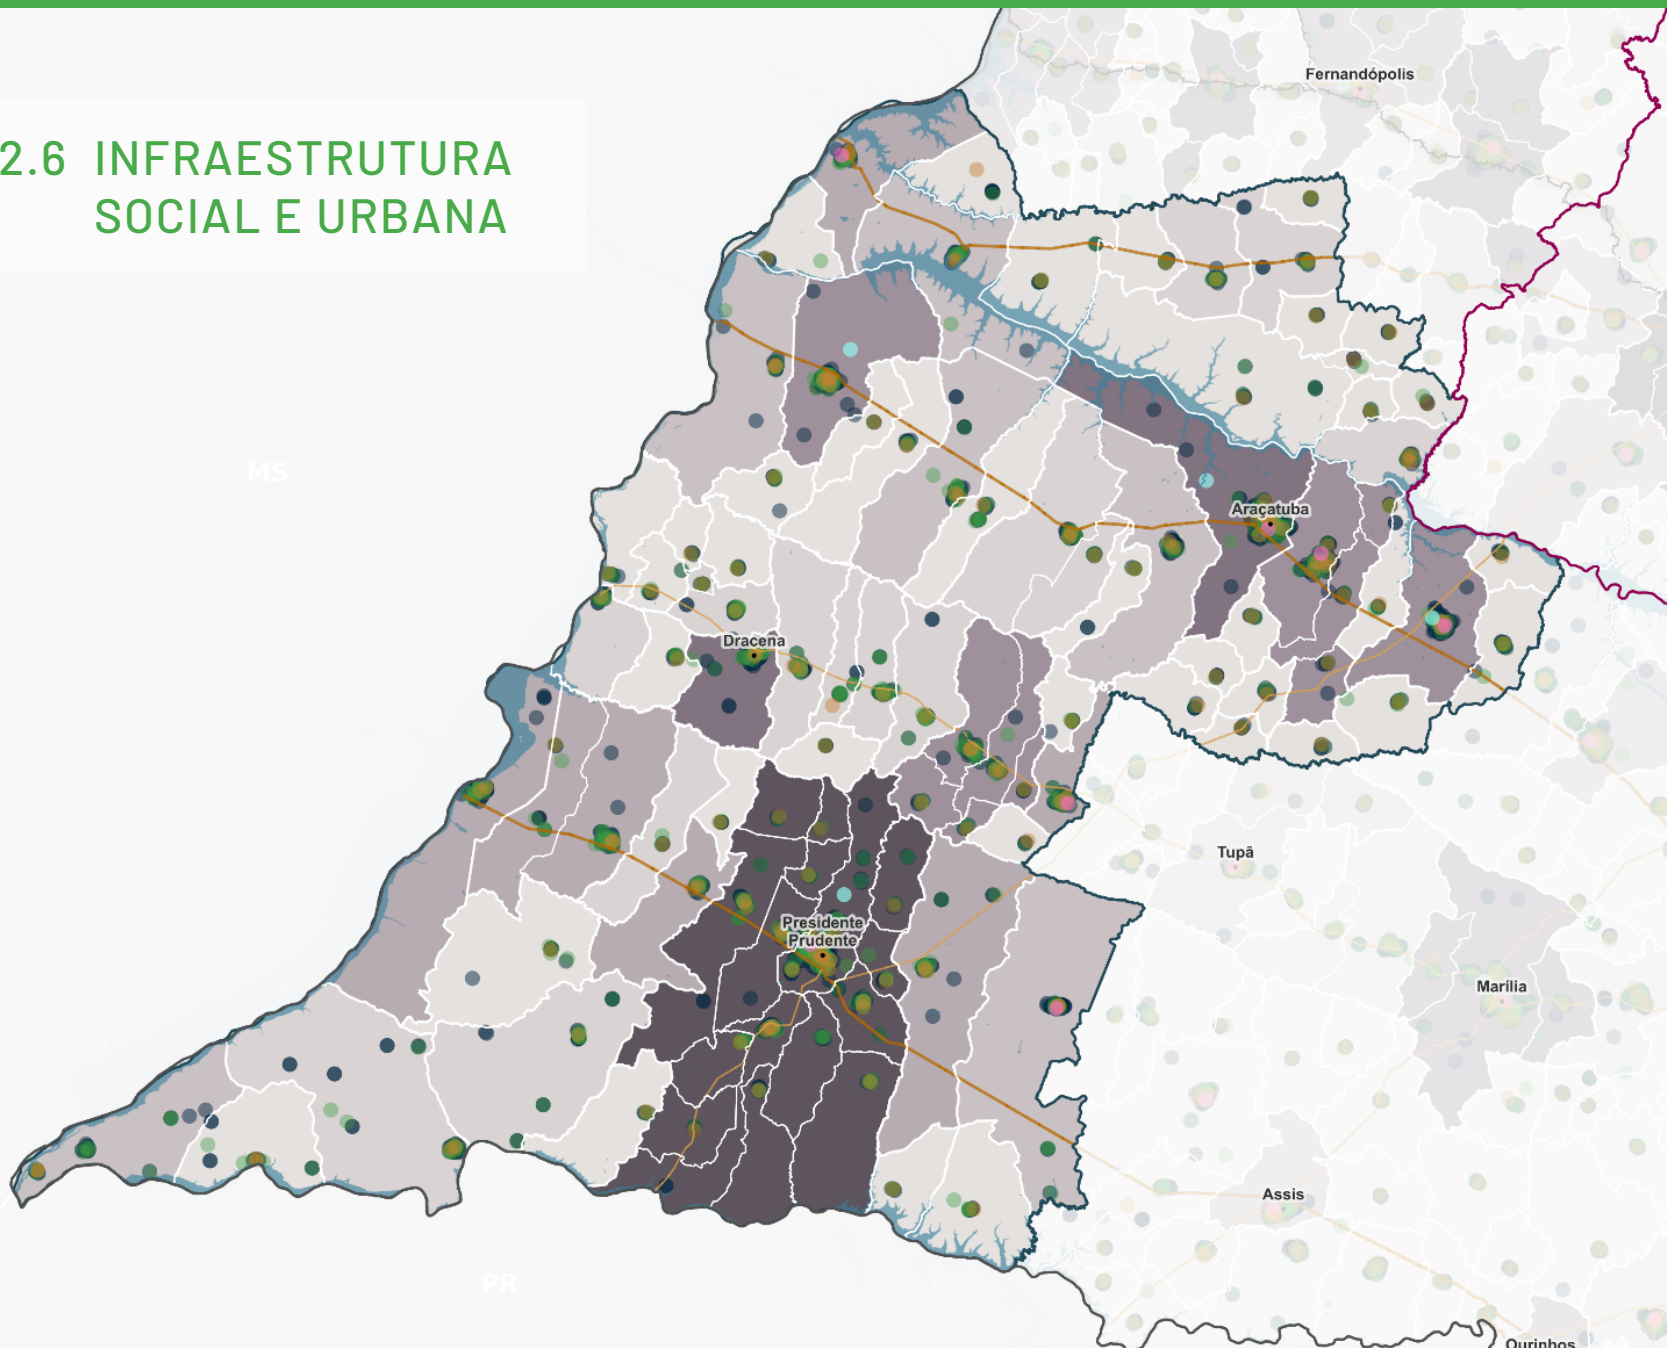 Fernandópolis
2.6 INFRAESTRUTURA
SOCIAL E URBANA
MS
Araçatuba
Dracena
Tupã
Presidente
Prudente
Marília
Assis
PR
Ourinhos